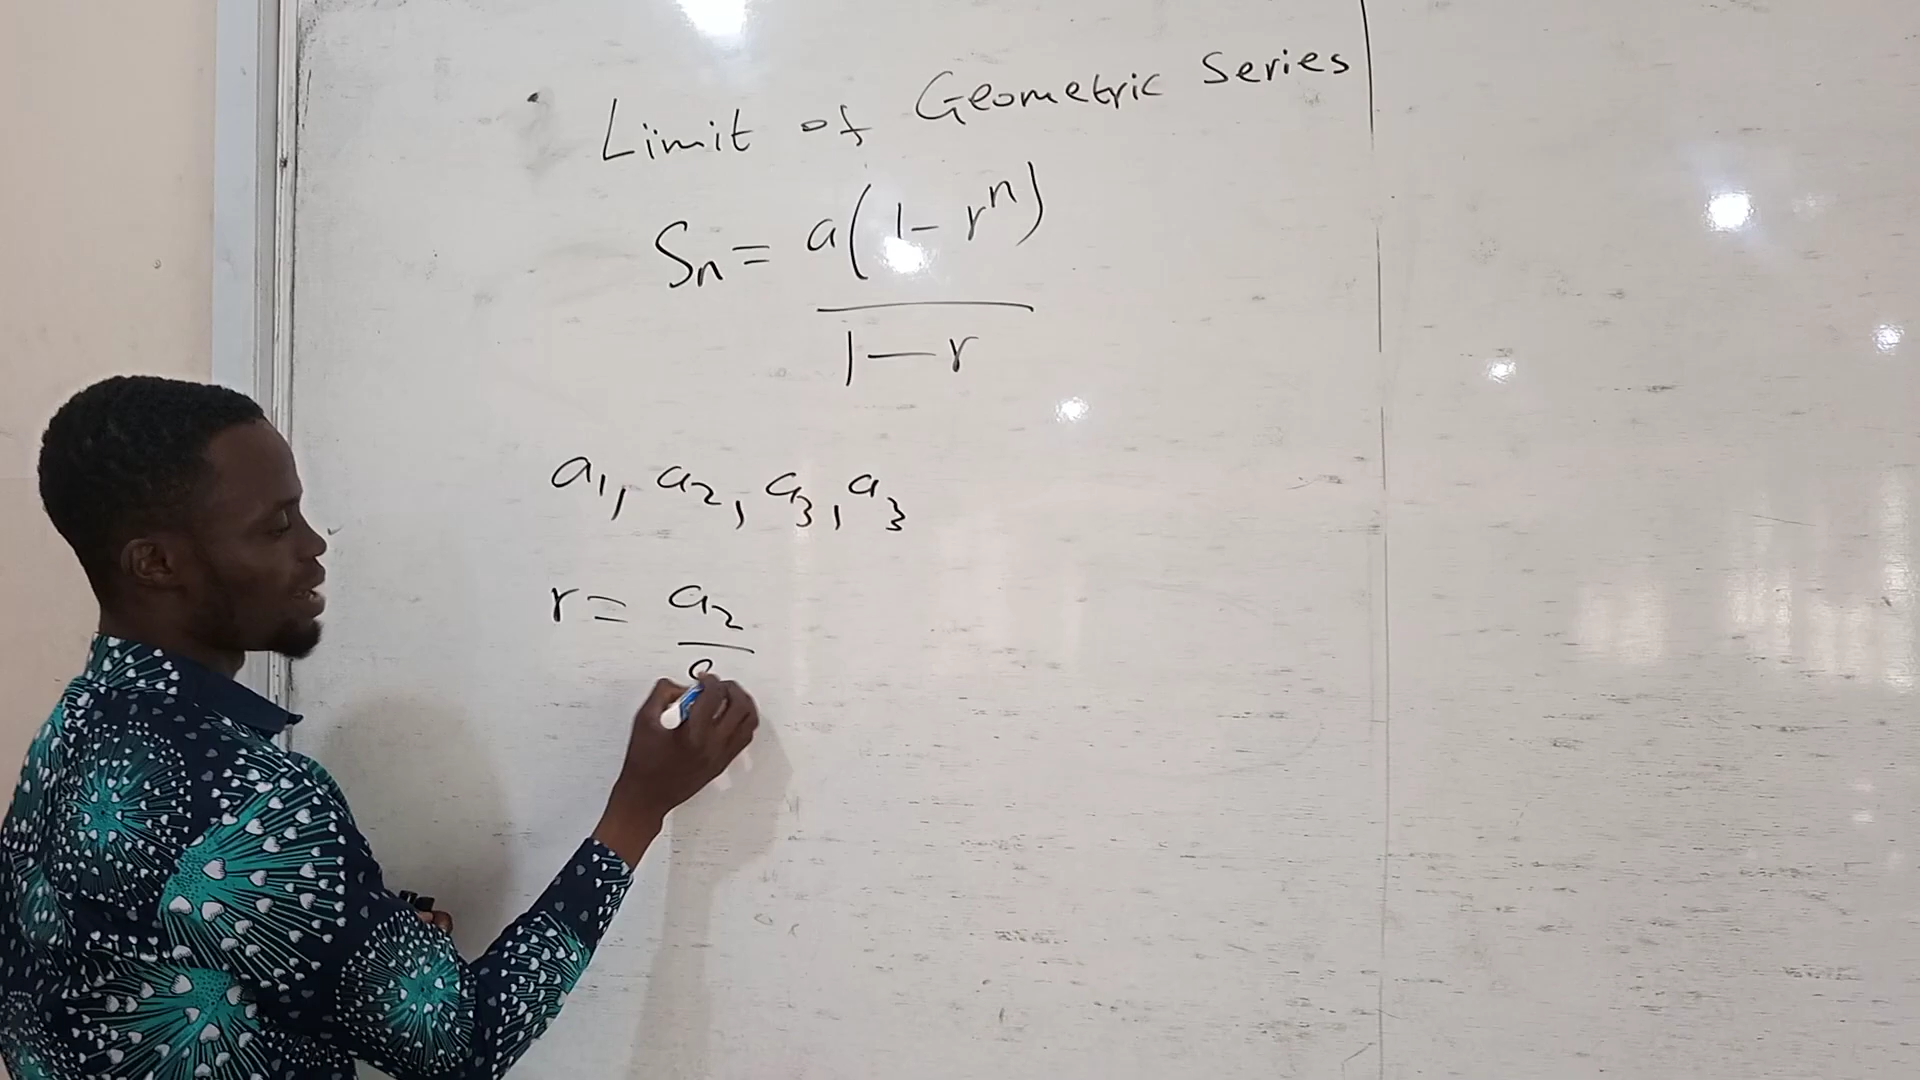 Limit of Geometric Series
Sn = a(1 - r^n)
1 - r
a1, a2, a3, a3
r = a2
a